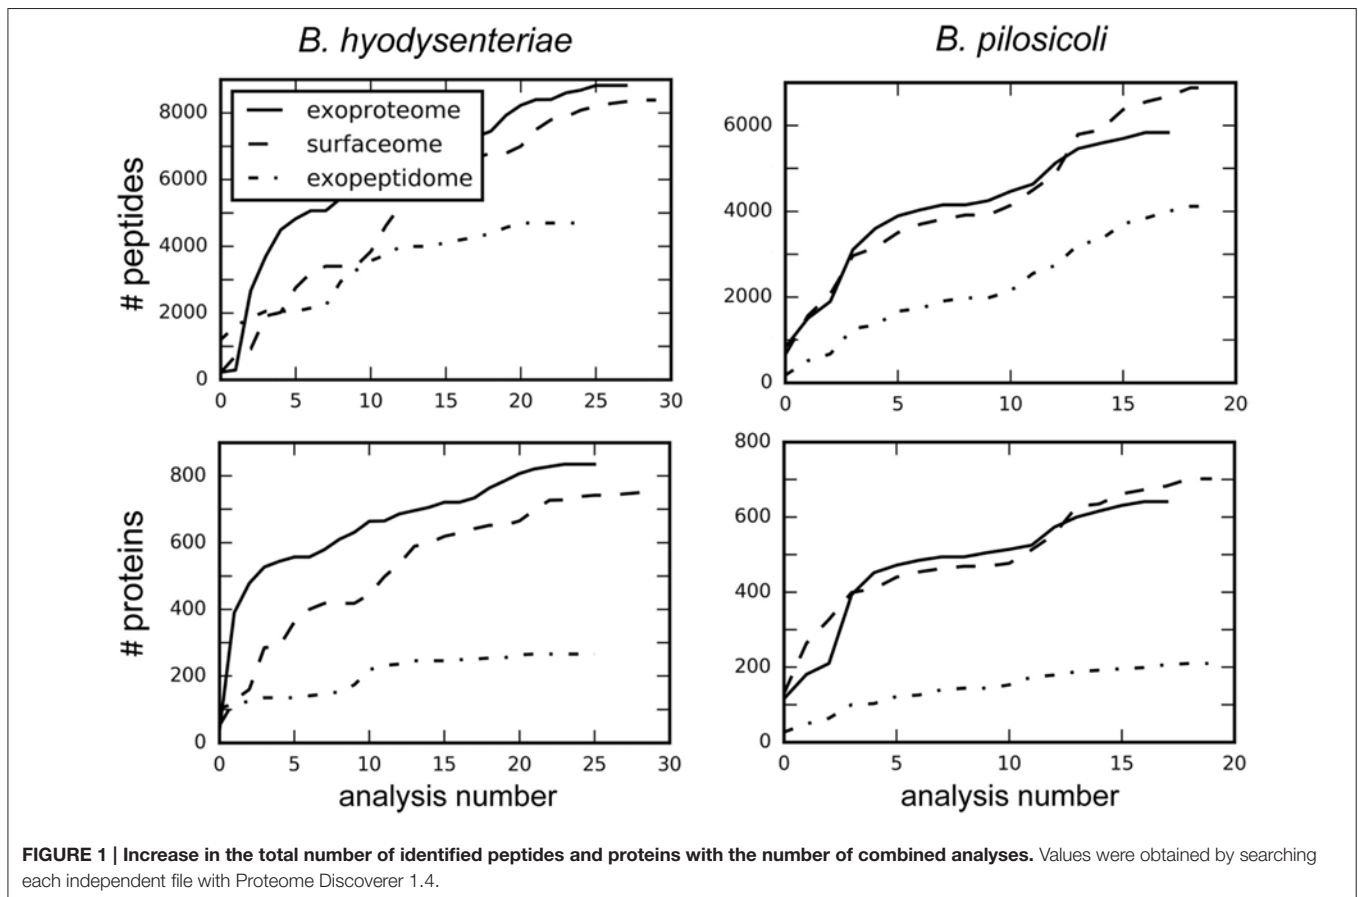 B. hyodysenteriae
B. pilosicoli
# peptides
8000
6000
4000
2000
0
exoproteome
surfaceome
exopeptidome
0 5 10 15 20 25 30
6000
4000
2000
0
0 5 10 15 20
# proteins
800
600
400
200
0
0 5 10 15 20 25 30
analysis number
800
600
400
200
0
0 5 10 15 20
analysis number
FIGURE 1 | Increase in the total number of identified peptides and proteins with the number of combined analyses. Values were obtained by searching
each independent file with Proteome Discoverer 1.4.